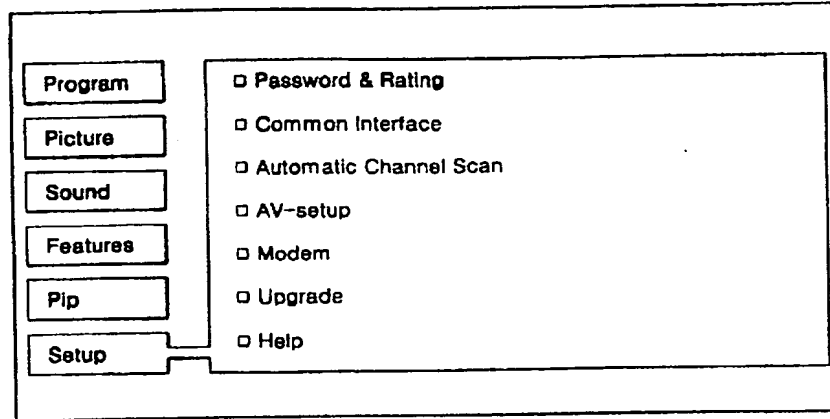 Program
Picture
Sound
Features
Pip
Setup
□ Password & Rating
□ Common Interface
□ Automatic Channel Scan
□ AV-setup
□ Modem
□ Upgrade
□ Help